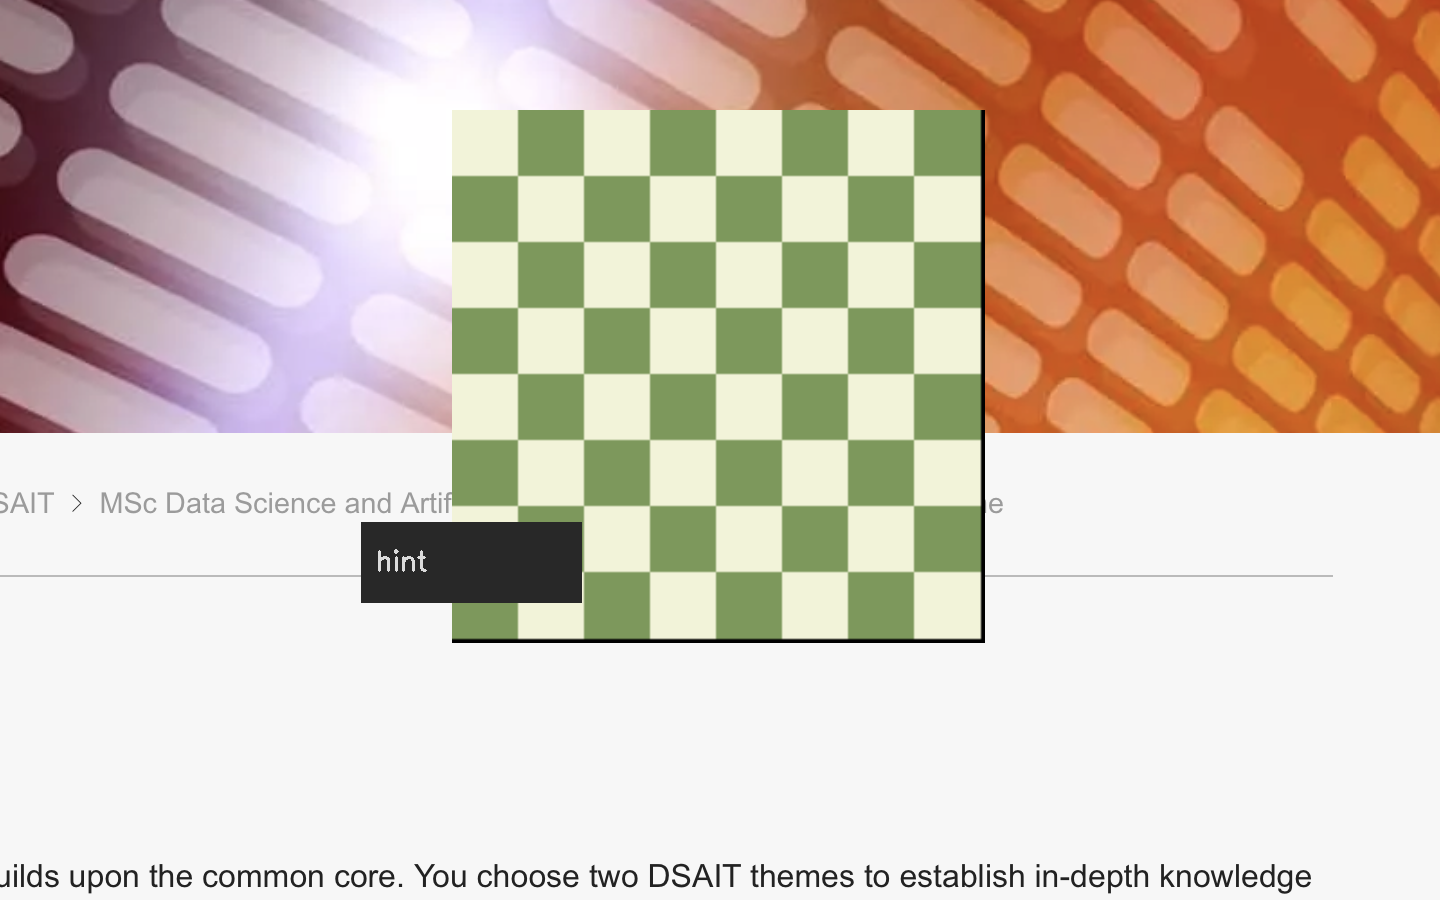 SAIT > MSc Data Science and Artif
e
hint
uilds upon the common core. You choose two DSAIT themes to establish in-depth knowledge